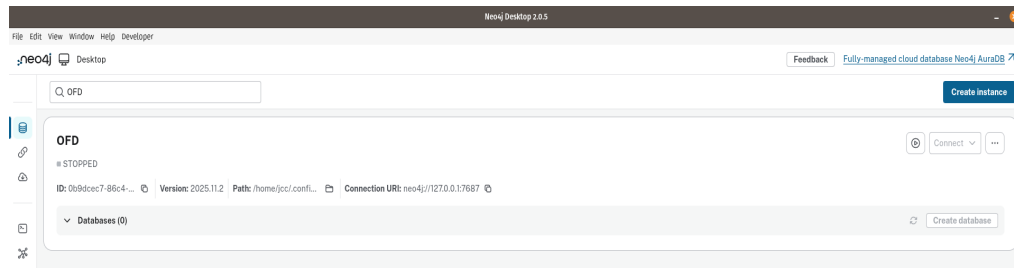 Neo4j Desktop 2.0.5
File Edit View Window Help Developer
:neo4j Desktop Feedback Fully-managed cloud database Neo4j AuraDB
OFD Create instance
OFD
Connect
STOPPED
ID: 0b9dcec7-86c4-... Version: 2025.11.2 Path: /home/jcc/.confi... Connection URI: neo4j://127.0.0.1:7687
Databases (0) Create database